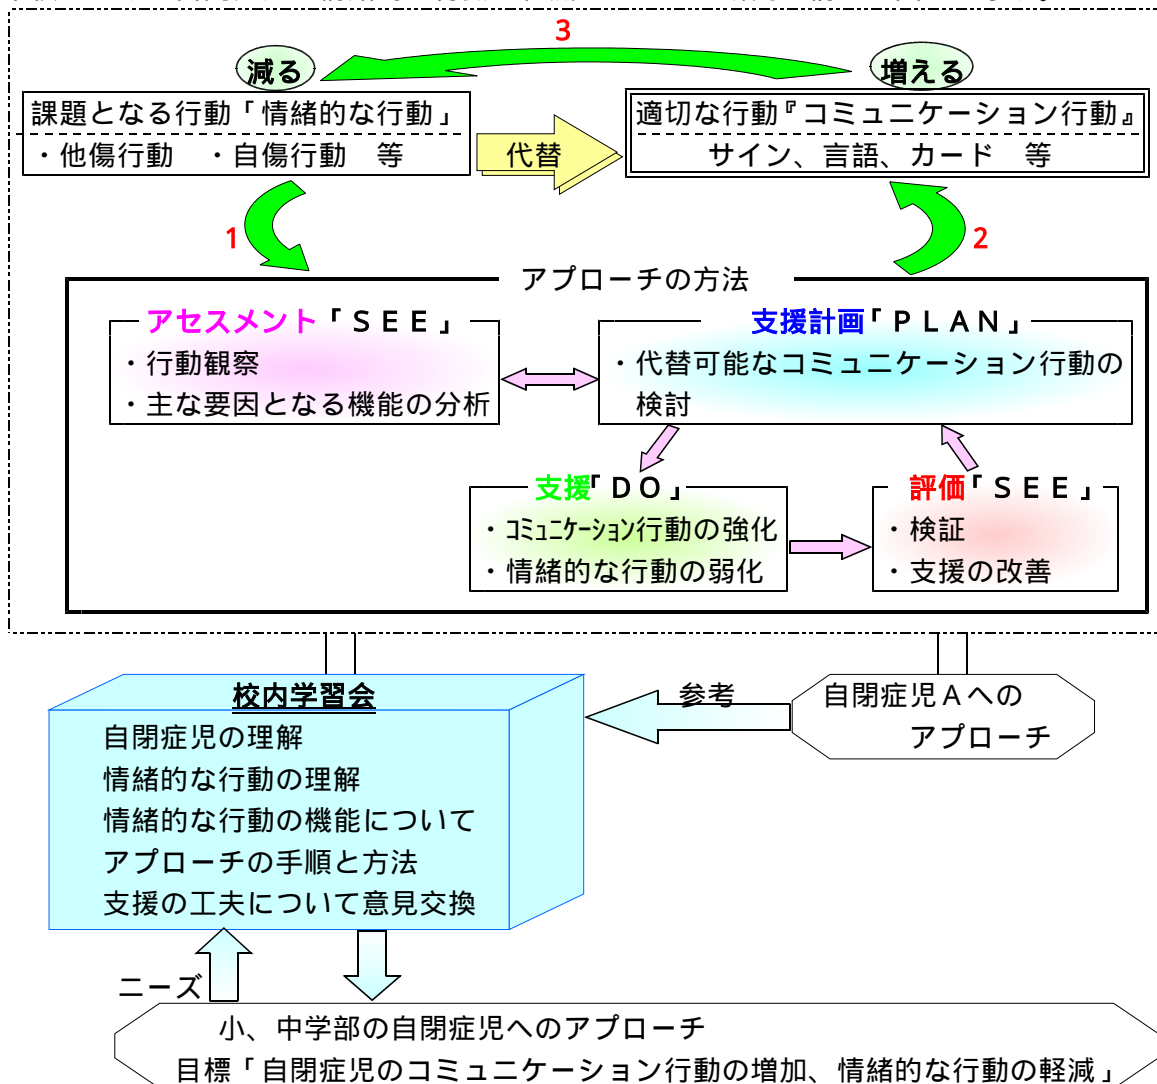 3
減る
増える
課題となる行動「情緒的な行動」
・他傷行動　・自傷行動　等
代替
適切な行動『コミュニケーション行動』
サイン、言語、カード　等
1
2
アプローチの方法
アセスメント「ＳＥＥ」
・行動観察
・主な要因となる機能の分析
支援計画「ＰＬＡＮ」
・代替可能なコミュニケーション行動の
検討
支援「ＤＯ」
・ｺﾐｭﾆｹｰｼｮﾝ行動の強化
・情緒的な行動の弱化
評価「ＳＥＥ」
・検証
・支援の改善
校内学習会
自閉症児の理解
情緒的な行動の理解
情緒的な行動の機能について
アプローチの手順と方法
支援の工夫について意見交換
参考
自閉症児Ａへの
アプローチ
ニーズ
小、中学部の自閉症児へのアプローチ
目標「自閉症児のコミュニケーション行動の増加、情緒的な行動の軽減」